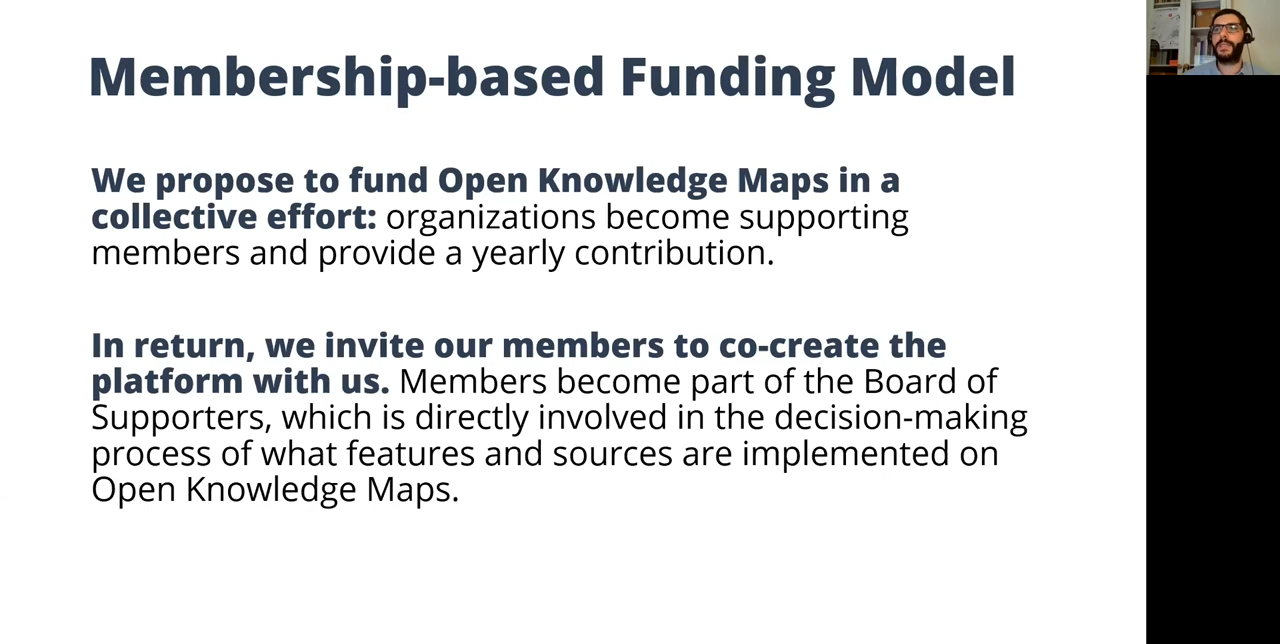 Membership-based Funding Model
We propose to fund Open Knowledge Maps in a
collective effort: organizations become supporting
members and provide a yearly contribution.
In return, we invite our members to co-create the
platform with us. Members become part of the Board of
Supporters, which is directly involved in the decision-making
process of what features and sources are implemented on
Open Knowledge Maps.